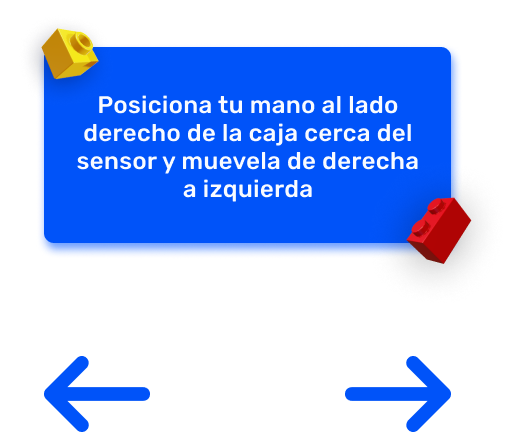 Posiciona tu mano al lado
derecho de la caja cerca del
sensor y muevela de derecha
a izquierda